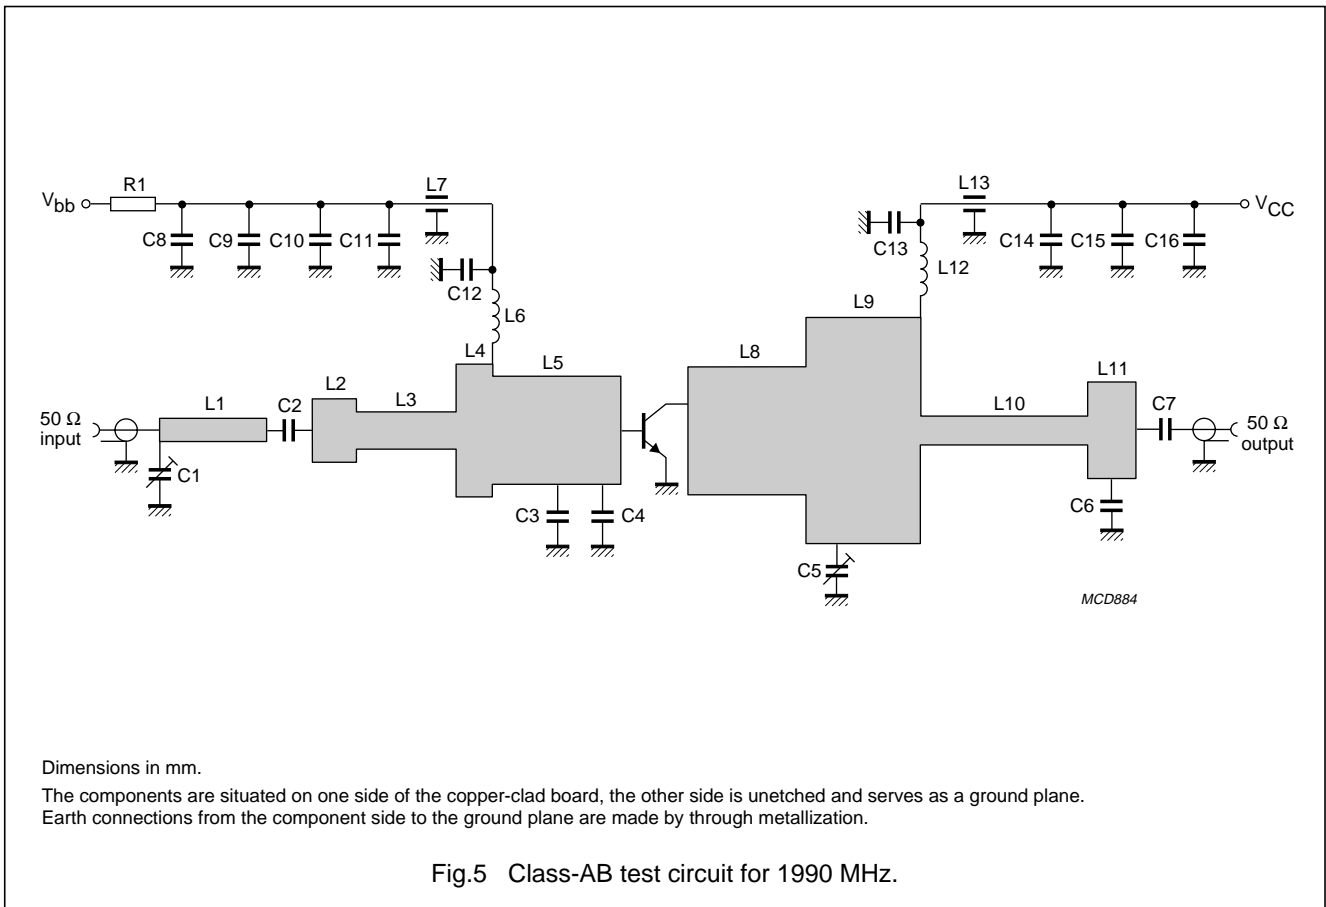 V_bb
R1
L7
C8
C9
C10
C11
C12
L6
L13
V_CC
C13
C14
C15
C16
L12
L9
L4
L5
L8
L11
L2
L3
L1
C2
50 Ω
input
C1
L10
C7
50 Ω
output
C3
C4
C6
C5
MCD884
Dimensions in mm.
The components are situated on one side of the copper-clad board, the other side is unetched and serves as a ground plane.
Earth connections from the component side to the ground plane are made by through metallization.
Fig.5 Class-AB test circuit for 1990 MHz.